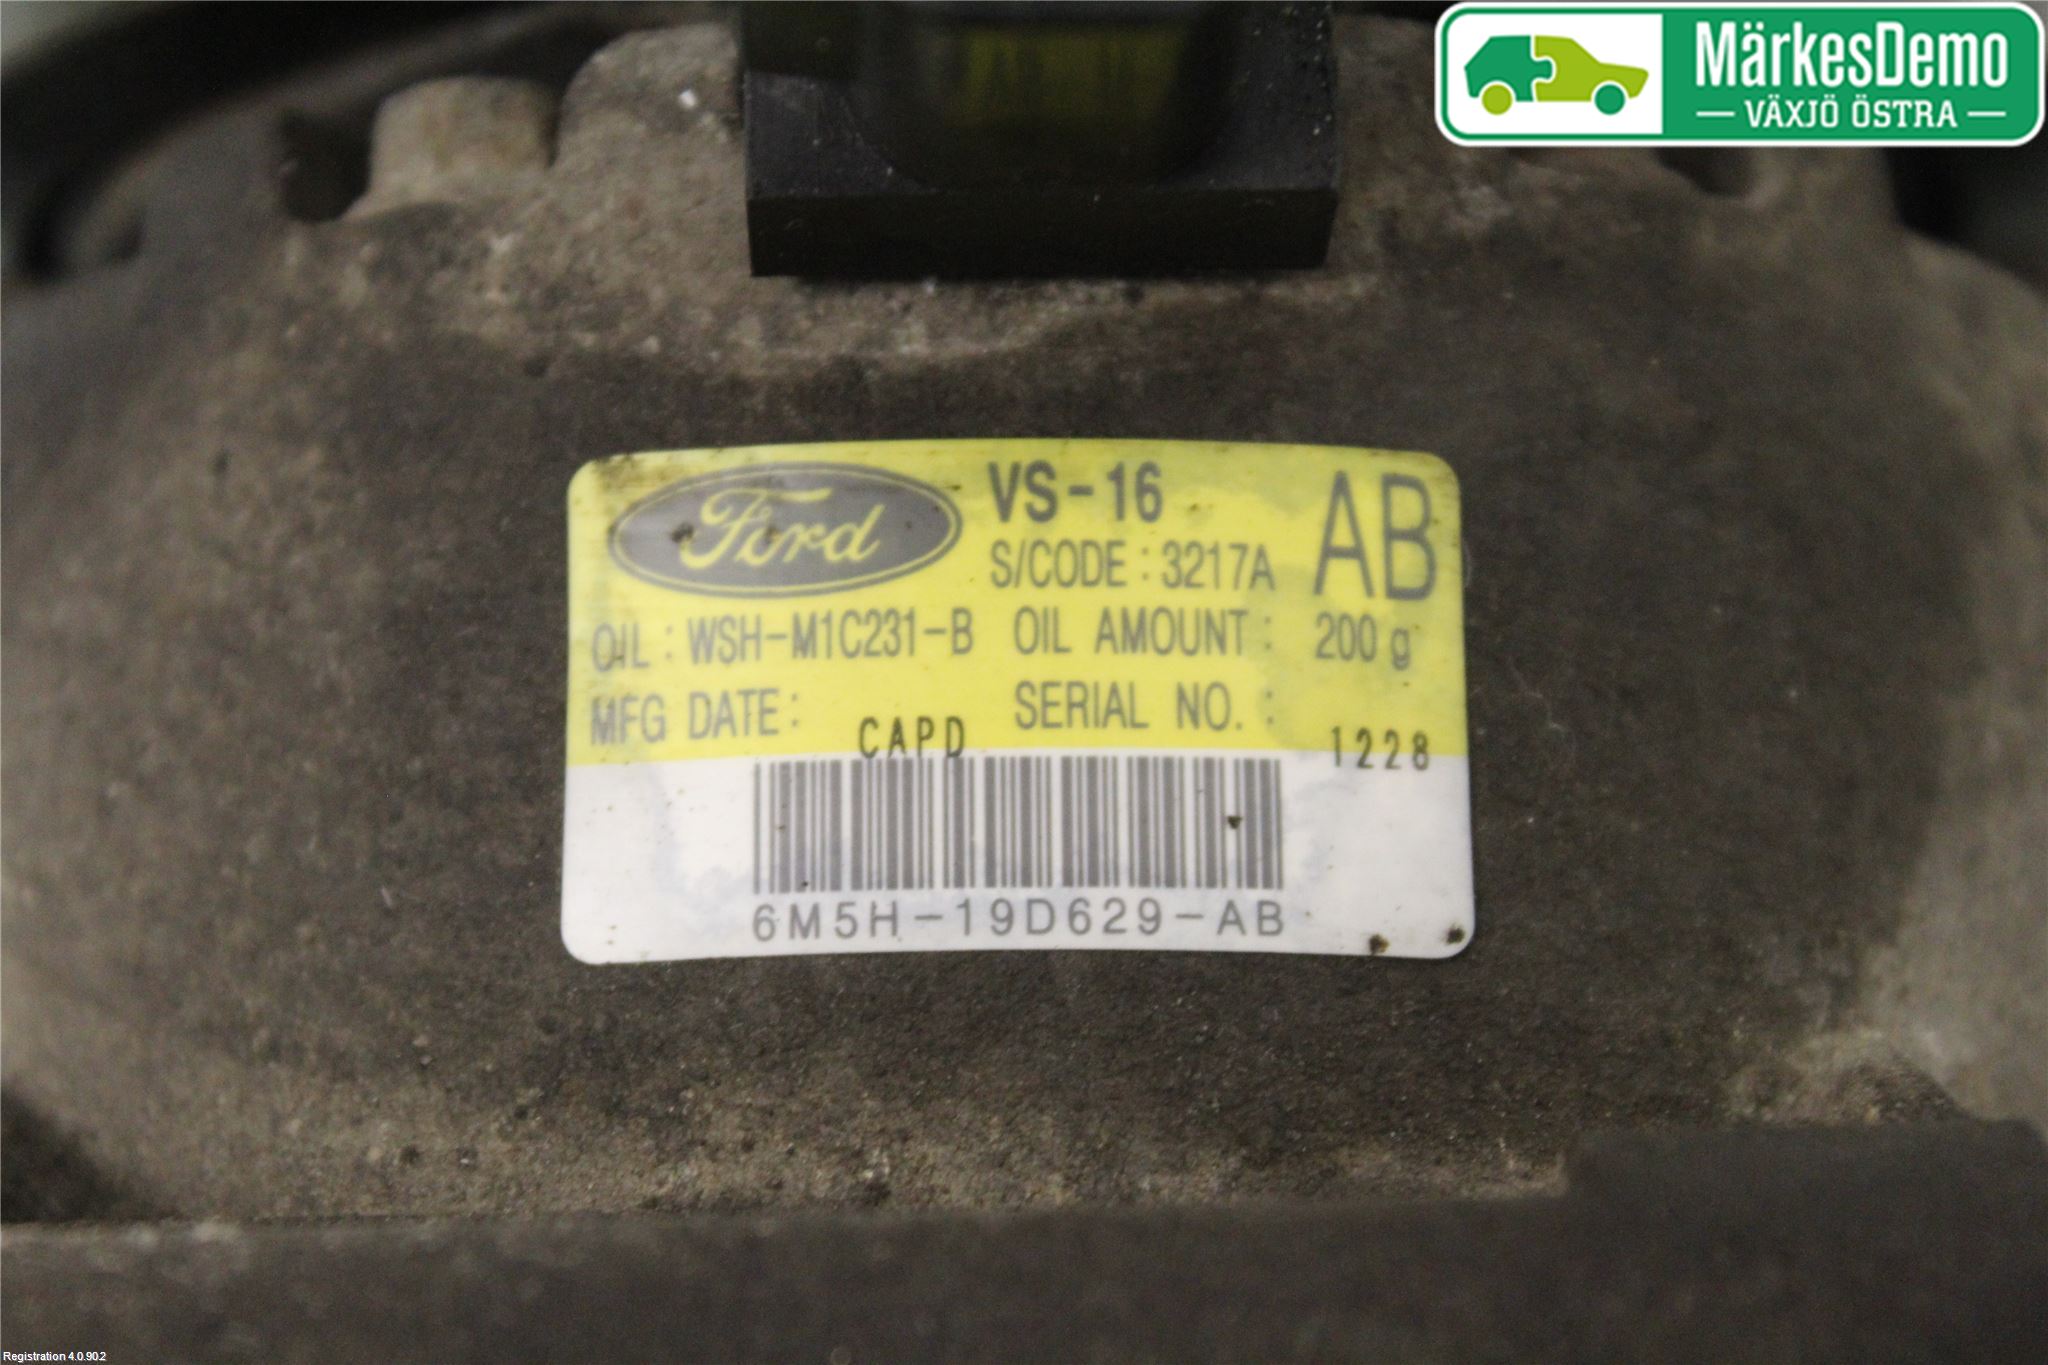 MärkesDemo
VÄXJÖ ÖSTRA
Ford VS-16 AB
S/CODE : 3217A
OIL : WSH-M1C231-B OIL AMOUNT : 200 g
MFG DATE : CAPD SERIAL NO. : 1228
6M5H-19D629-AB
Registration 4.0.90.2